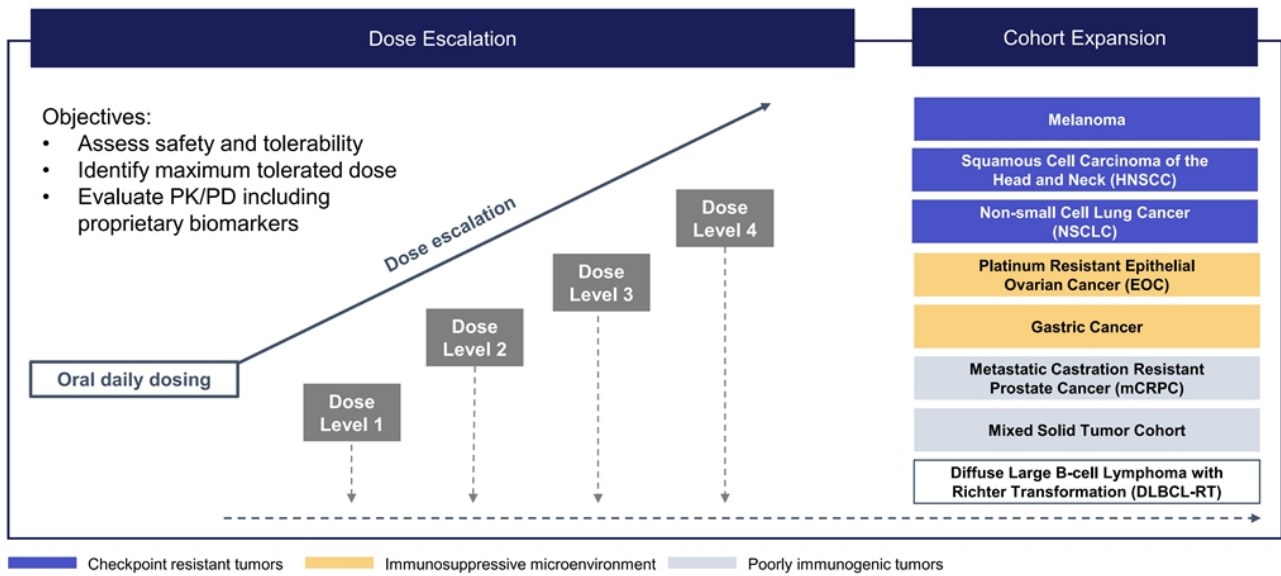 Dose Escalation
Cohort Expansion
Objectives:
• Assess safety and tolerability
• Identify maximum tolerated dose
• Evaluate PK/PD including
proprietary biomarkers
Dose escalation
Oral daily dosing
Dose
Level 1
Dose
Level 2
Dose
Level 3
Dose
Level 4
Melanoma
Squamous Cell Carcinoma of the
Head and Neck (HNSCC)
Non-small Cell Lung Cancer
(NSCLC)
Platinum Resistant Epithelial
Ovarian Cancer (EOC)
Gastric Cancer
Metastatic Castration Resistant
Prostate Cancer (mCRPC)
Mixed Solid Tumor Cohort
Diffuse Large B-cell Lymphoma with
Richter Transformation (DLBCL-RT)
Checkpoint resistant tumors
Immunosuppressive microenvironment
Poorly immunogenic tumors